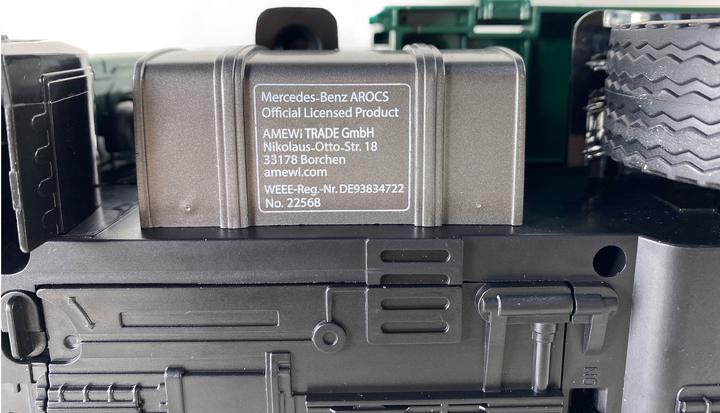 Mercedes-Benz AROCS
Official Licensed Product
AMEWi TRADE GmbH
Nikolaus-Otto-Str. 18
33178 Borchen
amewi.com
WEEE-Reg.-Nr. DE93834722
No. 22568
NO